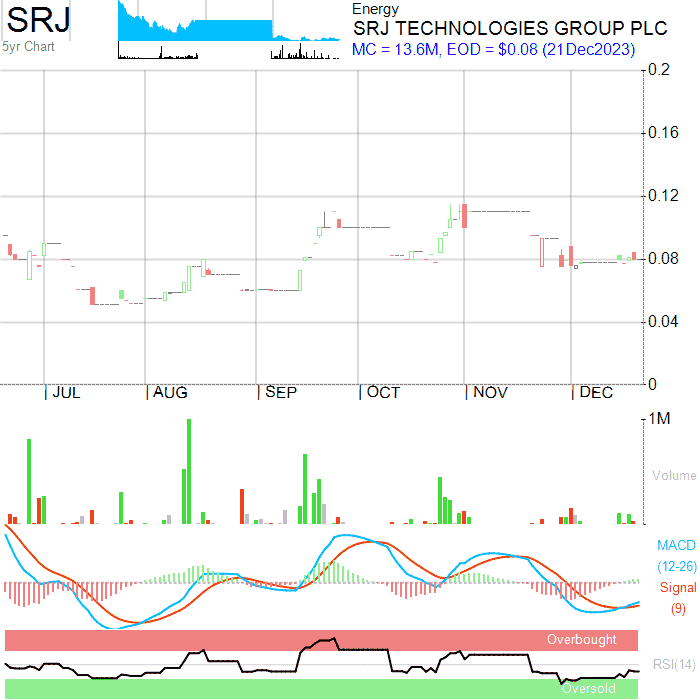 SRJ
5yr Chart
Energy
SRJ TECHNOLOGIES GROUP PLC
MC = 13.6M, EOD = $0.08 (21Dec2023)
0.2
0.16
0.12
0.08
0.04
0
JUL AUG SEP OCT NOV DEC
1M
Volume
MACD
(12-26)
Signal
(9)
Overbought
RSI(14)
Oversold